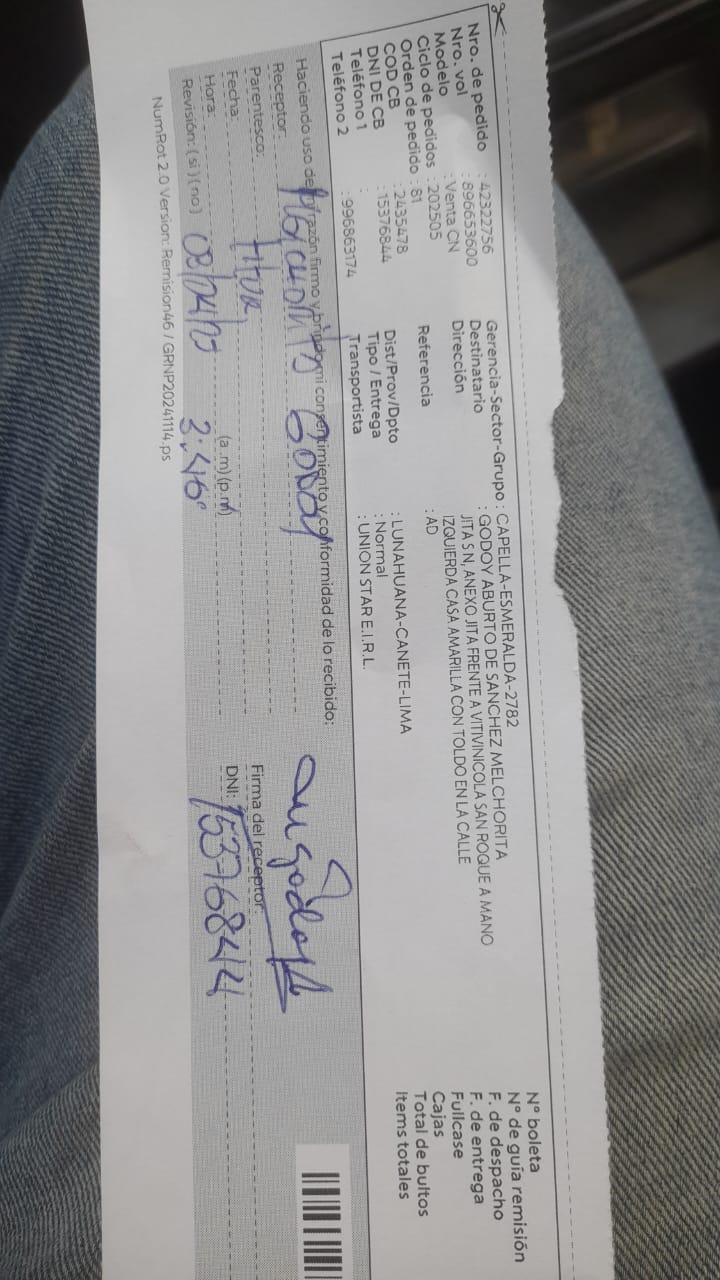 Nro. de pedido : 42322756
Nro. vol : 896653600
Modelo : Venta CN
Ciclo de pedidos : 202505
Orden de pedido : 81
COD CB : 2435478
DNI DE CB : 15376844
Teléfono 1 :
Teléfono 2 : 996863174
Gerencia-Sector-Grupo : CAPELLA-ESMERALDA-2782
Destinatario : GODOY ABURTO DE SANCHEZ MELCHORITA
Dirección : JITA S N, ANEXO JITA FRENTE A VITIVINICOLA SAN ROQUE A MANO
IZQUIERDA CASA AMARILLA CON TOLDO EN LA CALLE
Referencia : AD
Dist/Prov/Dpto : LUNAHUANA-CANETE-LIMA
Tipo / Entrega : Normal
Transportista : UNION STAR E.I.R.L.
N° boleta
N° de guía remisión
F. de despacho
F. de entrega
Fullcase
Cajas
Total de bultos
Items totales
Haciendo uso de mi razón firmo y brindo mi consentimiento y conformidad de lo recibido:
Receptor: Melchorita Godoy
Parentesco: titular
Fecha:
Hora: (a.m)(p.m)
Revisión: (si)(no) 3:46
Firma del receptor:
DNI: 15376844
NumRot 2.0 Version: Remision46 / GRNP20241114.ps